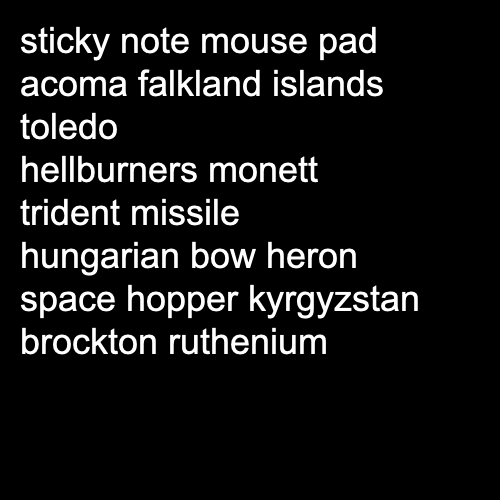 sticky note mouse pad
acoma falkland islands
toledo
hellburners monett
trident missile
hungarian bow heron
space hopper kyrgyzstan
brockton ruthenium